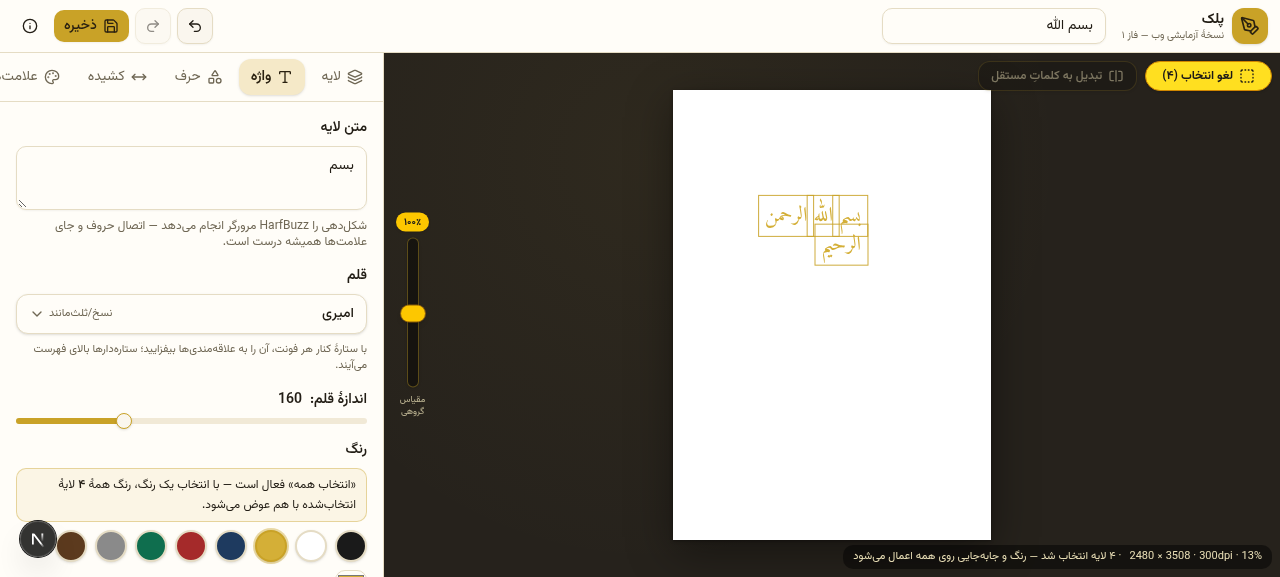 پلک
نسخهٔ آزمایشی وب — فاز ۱
بسم الله
ذخیره
لایه
واژه
حرف
کشیده
علامت‌ه
لغو انتخاب (۴)
تبدیل به کلماتِ مستقل
متن لایه
بسم
شکل‌دهی را HarfBuzz مرورگر انجام می‌دهد — اتصال حروف و جای
علامت‌ها همیشه درست است.
قلم
امیری
نسخ/ثلث‌مانند
با ستارهٔ کنار هر فونت، آن را به علاقه‌مندی‌ها بیفزایید؛ ستاره‌دارها بالای فهرست
می‌آیند.
اندازهٔ قلم: 160
رنگ
«انتخاب همه» فعال است — با انتخاب یک رنگ، رنگ همهٔ ۴ لایهٔ
انتخاب‌شده با هم عوض می‌شود.
N
۱۰۰٪
مقیاس
گروهی
بسم الله الرحمن
الرحیم
2480 × 3508 · 300dpi · 13% · ۴ لایه انتخاب شد — رنگ و جابه‌جایی روی همه اعمال می‌شود